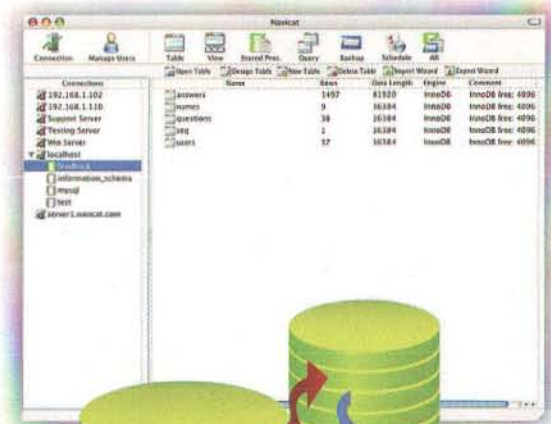 Navicat
Connection Manage Users Table View Stored Proc. Query Backup Schedule All
Open Table Design Table New Table Delete Table Import Wizard Export Wizard
Connections
Name Rows Data Length Engine Comment
192.168.1.102
answers 1497 81920 InnoDB InnoDB free: 4096
192.168.1.110
names 9 16384 InnoDB InnoDB free: 4096
Support Server
questions 38 16384 InnoDB InnoDB free: 4096
Testing Server
seq 1 16384 InnoDB InnoDB free: 4096
Win Server
users 37 16384 InnoDB InnoDB free: 4096
localhost
information_schema
mysql
test
server1.navicat.com